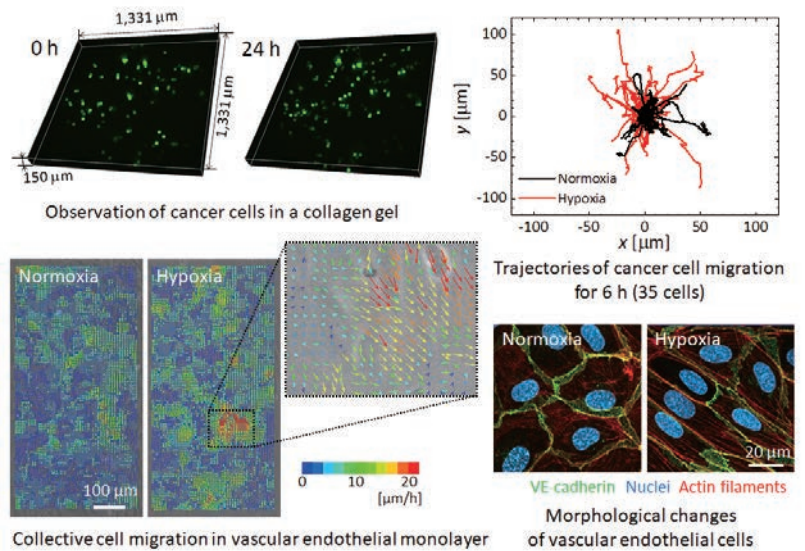 0 h
1,331 µm
24 h
1,331 µm
150 µm
Observation of cancer cells in a collagen gel
100
50
0
-50
-100
y [µm]
Normoxia
Hypoxia
-100 -50 0 50 100
x [µm]
Trajectories of cancer cell migration
for 6 h (35 cells)
Normoxia
Hypoxia
100 µm
0 10 20
[µm/h]
Collective cell migration in vascular endothelial monolayer
Normoxia
Hypoxia
20 µm
VE-cadherin Nuclei Actin filaments
Morphological changes
of vascular endothelial cells